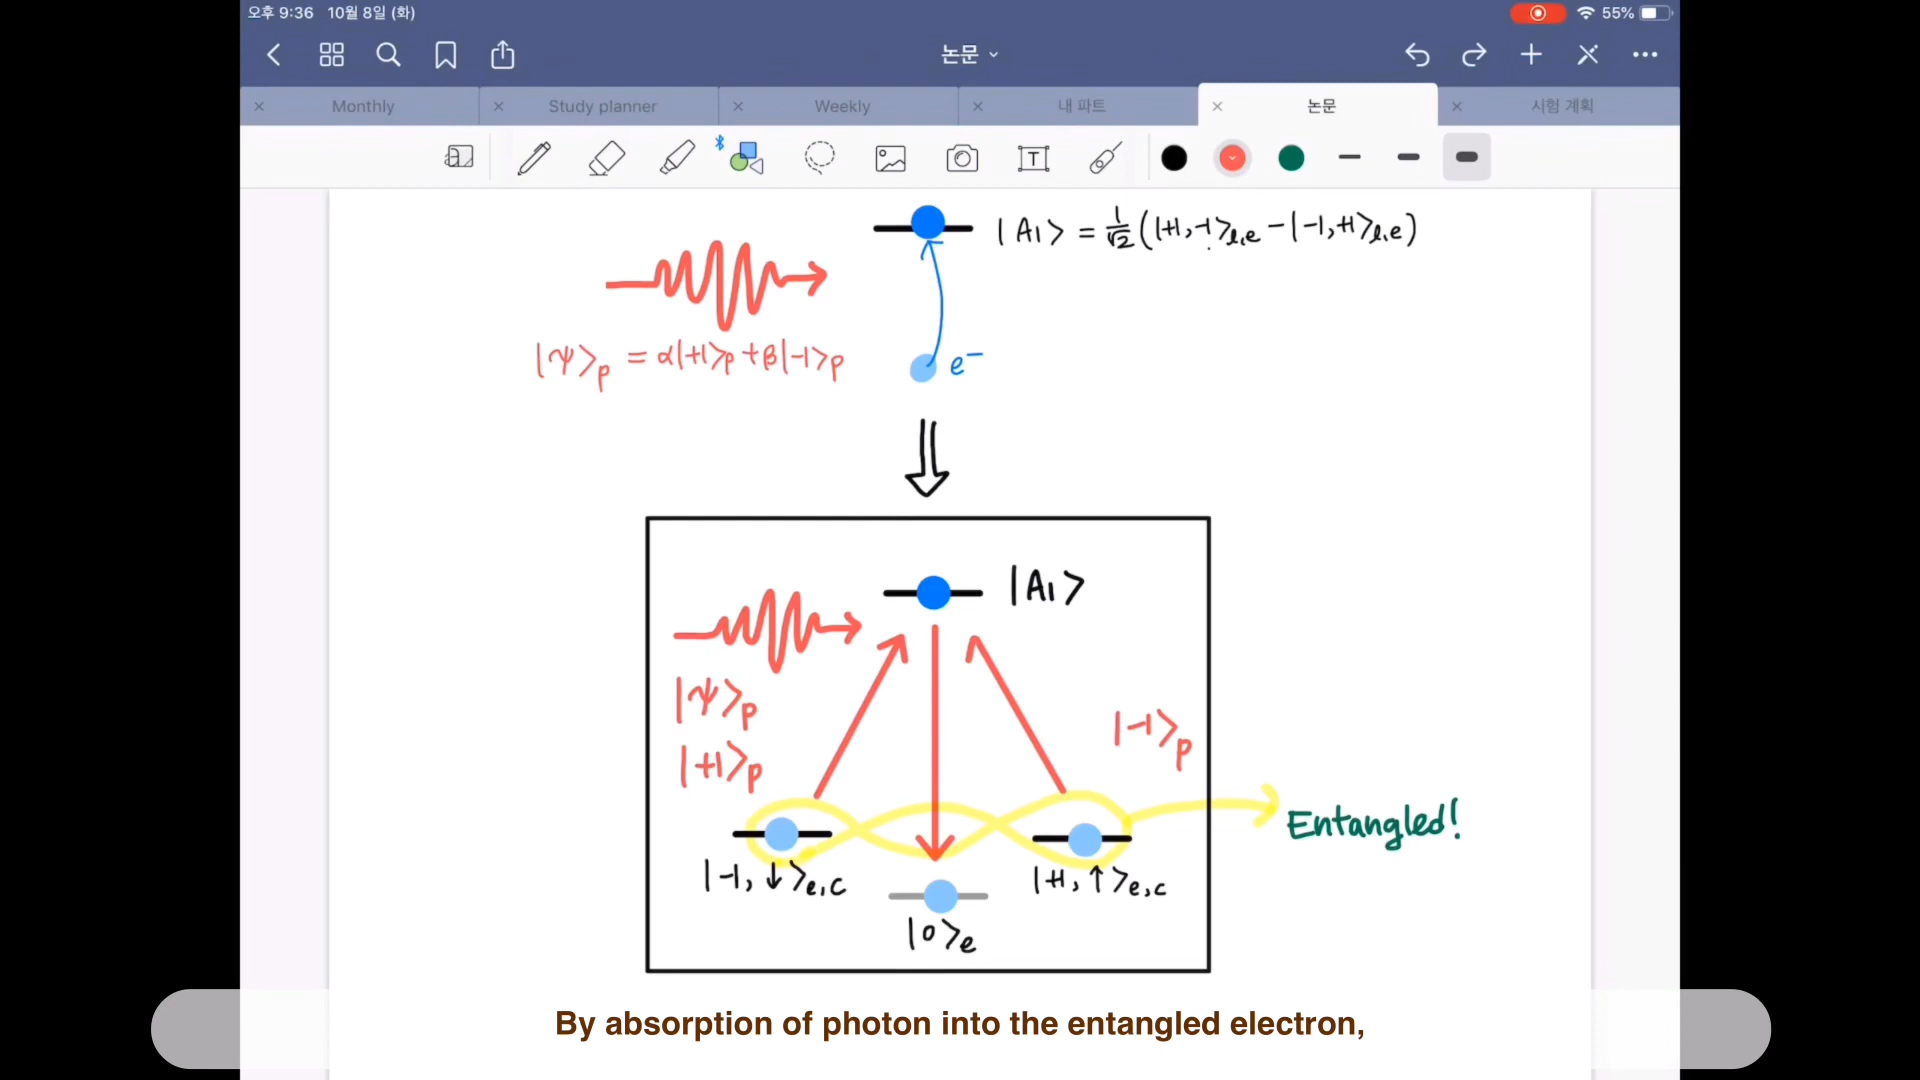 오후 9:36 10월 8일 (화)
55%
논문
Monthly
Study planner
Weekly
내 파트
논문
시험 계획
|A₁> = 1/√2 (|+1,-1>ℓ,e - |-1,+1>ℓ,e)
|ψ>p = α|+1>p + β|-1>p
e⁻
|A₁>
|ψ>p
|+1>p
|-1>p
Entangled!
|-1, ↓>e,c
|+1, ↑>e,c
|0>e
By absorption of photon into the entangled electron,